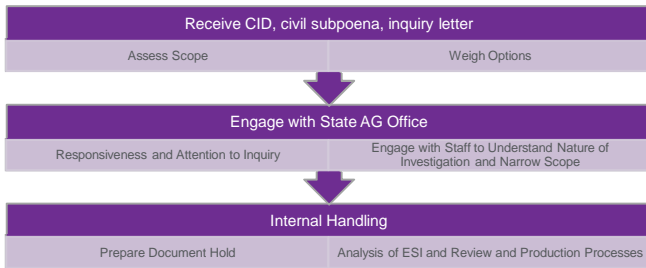 Receive CID, civil subpoena, inquiry letter
Assess Scope
Weigh Options
Engage with State AG Office
Responsiveness and Attention to Inquiry
Engage with Staff to Understand Nature of
Investigation and Narrow Scope
Internal Handling
Prepare Document Hold
Analysis of ESI and Review and Production Processes